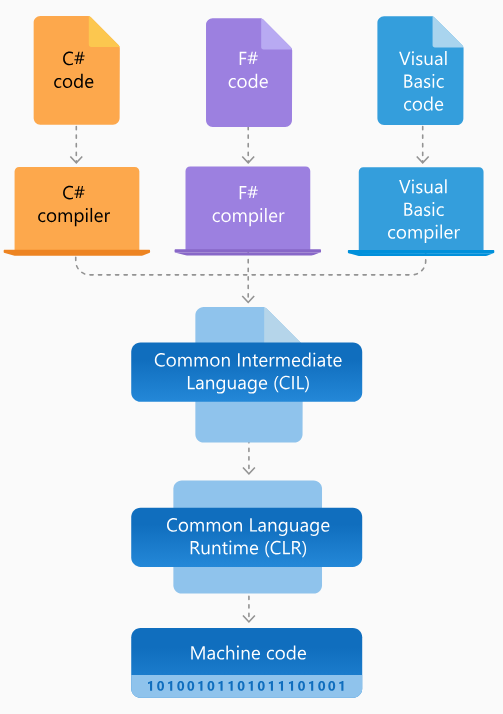 C#
code
F#
code
Visual
Basic
code
C#
compiler
F#
compiler
Visual
Basic
compiler
Common Intermediate
Language (CIL)
Common Language
Runtime (CLR)
Machine code
10100101101011101001